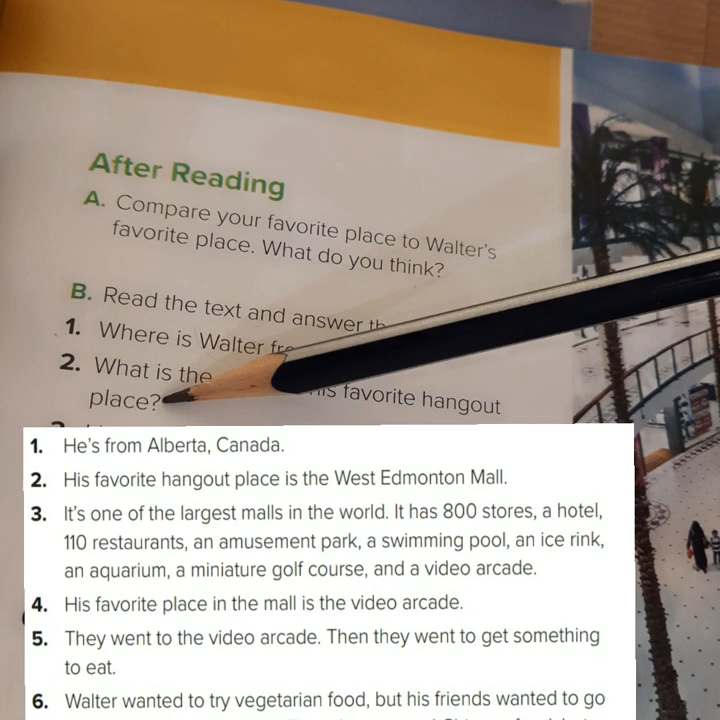 After Reading
A. Compare your favorite place to Walter's
favorite place. What do you think?
B. Read the text and answer
1. Where is Walter
2. What is the
favorite hangout
place?
1. He's from Alberta, Canada.
2. His favorite hangout place is the West Edmonton Mall.
3. It's one of the largest malls in the world. It has 800 stores, a hotel,
110 restaurants, an amusement park, a swimming pool, an ice rink,
an aquarium, a miniature golf course, and a video arcade.
4. His favorite place in the mall is the video arcade.
5. They went to the video arcade. Then they went to get something
to eat.
6. Walter wanted to try vegetarian food, but his friends wanted to go